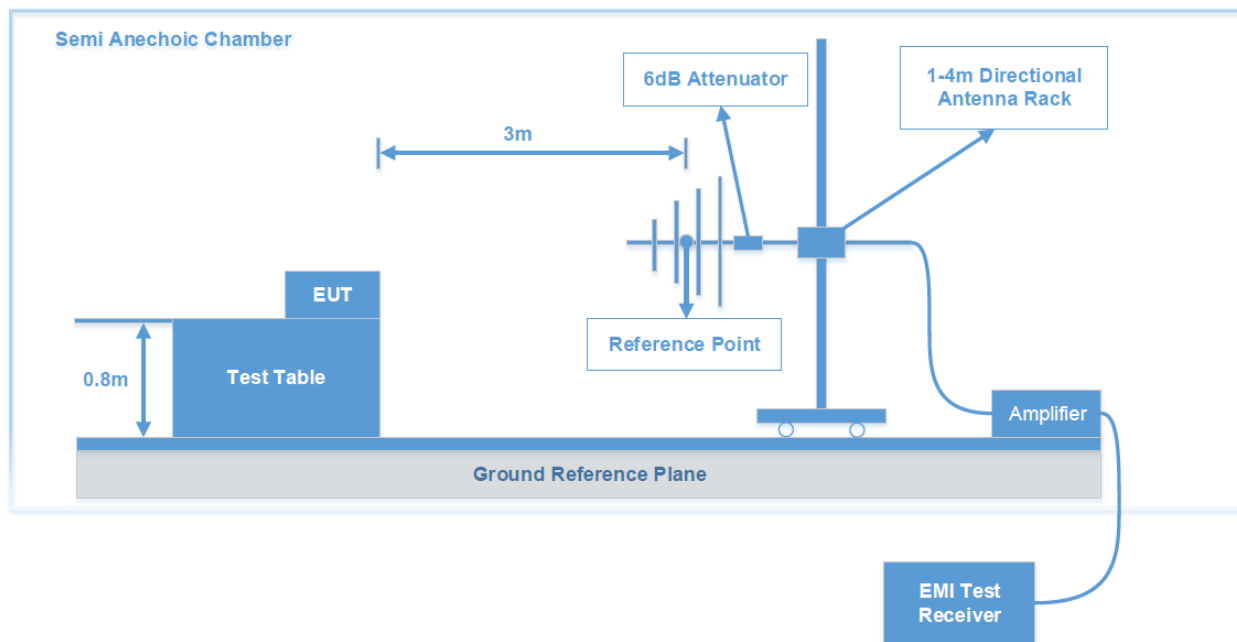 Semi Anechoic Chamber
6dB Attenuator
1-4m Directional
Antenna Rack
3m
EUT
Reference Point
0.8m
Test Table
Amplifier
Ground Reference Plane
EMI Test
Receiver